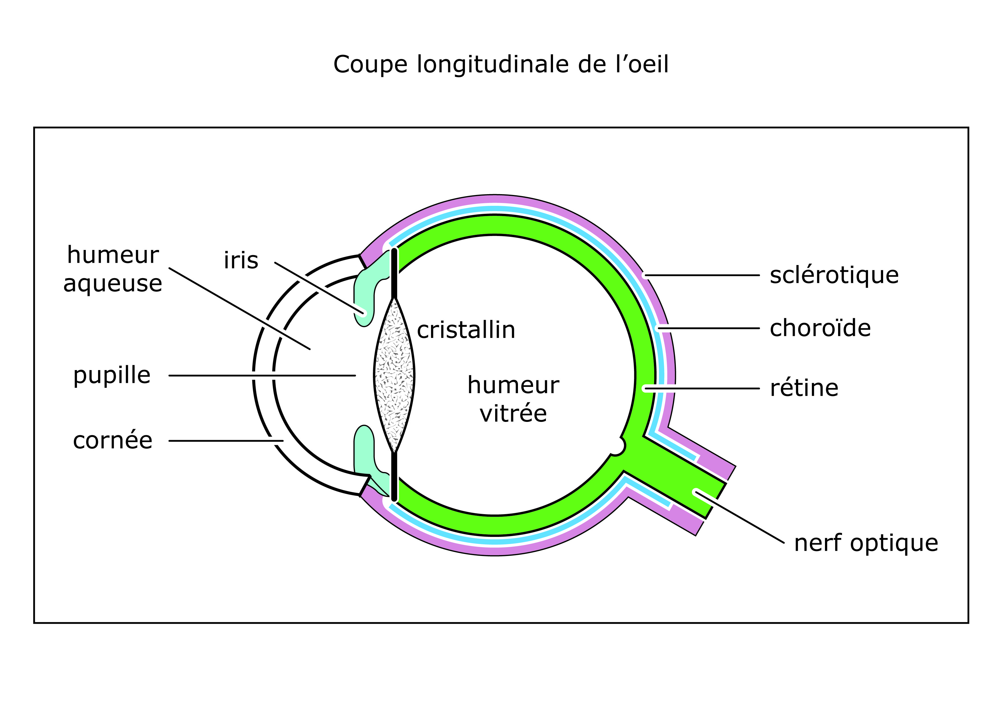 Coupe longitudinale de l’oeil
humeur
aqueuse
iris
pupille
cornée
cristallin
humeur
vitrée
sclérotique
choroïde
rétine
nerf optique